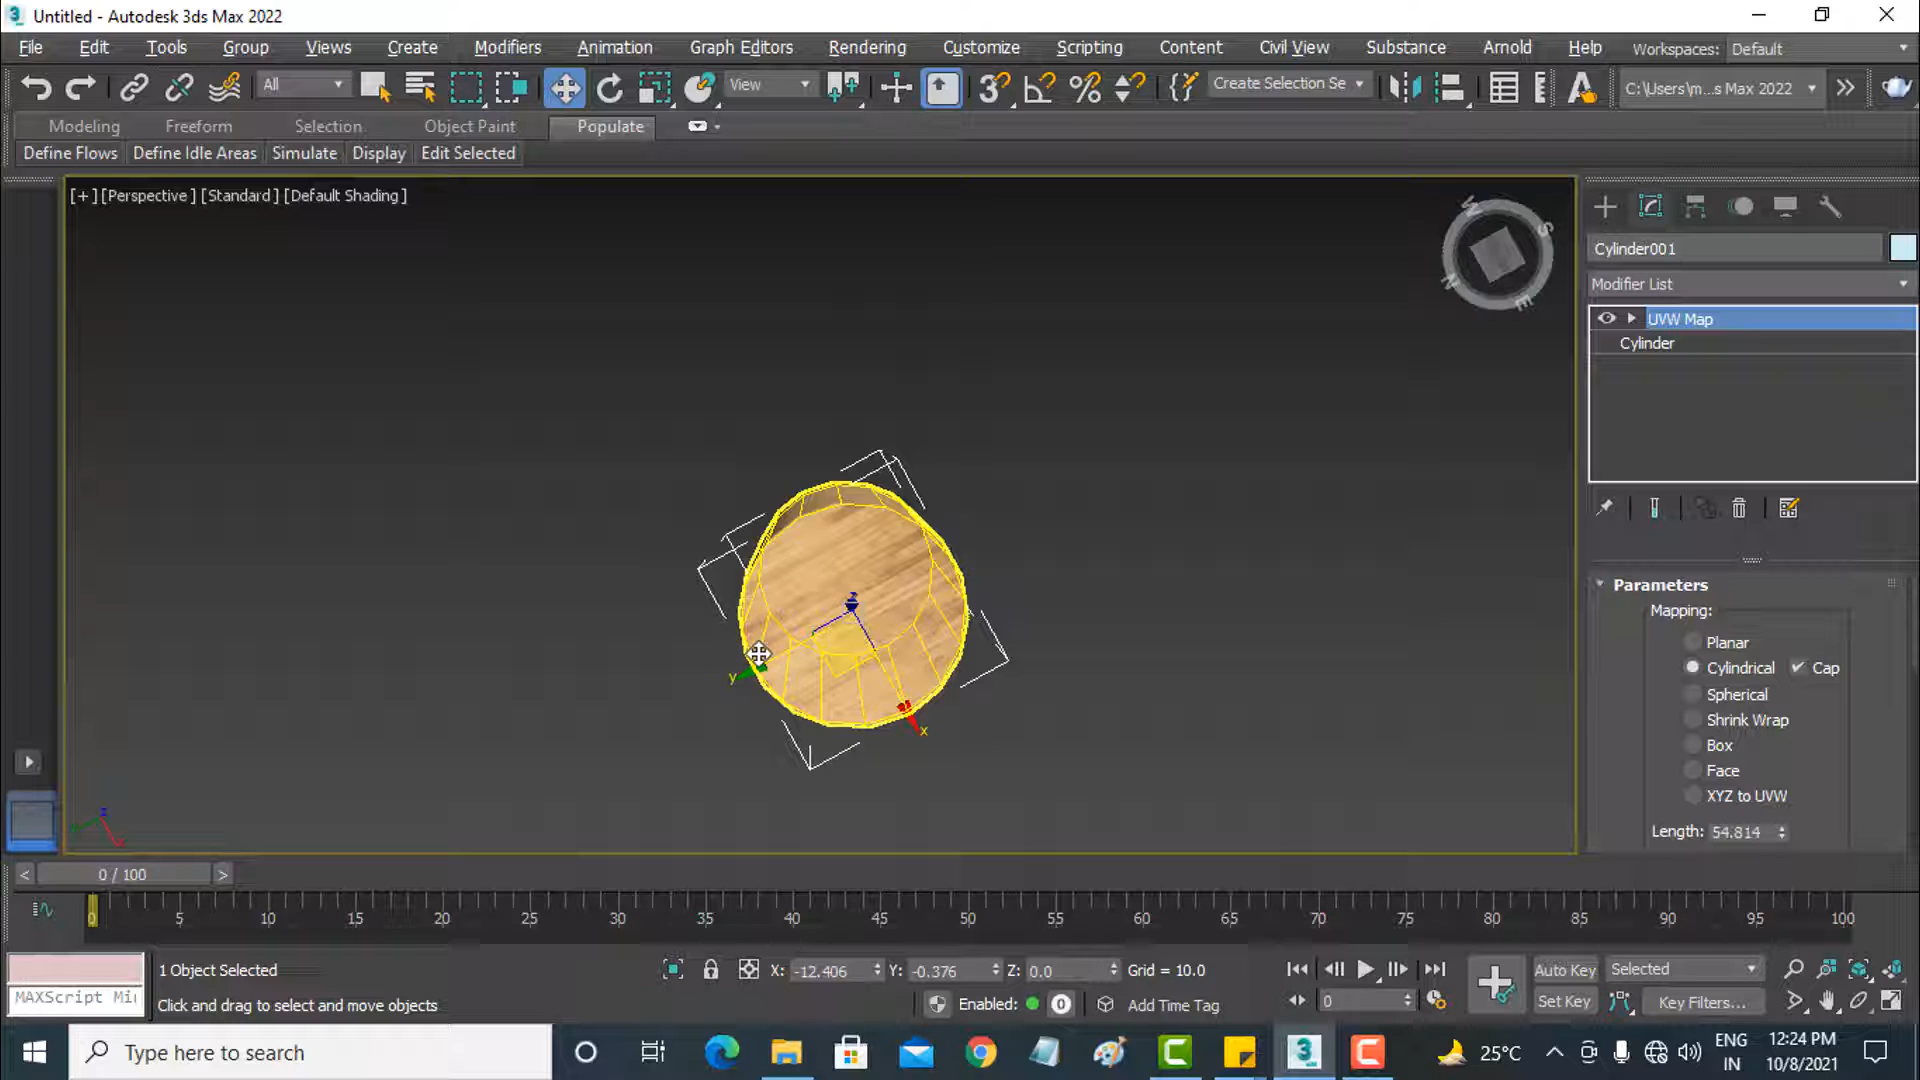 Untitled - Autodesk 3ds Max 2022
File Edit Tools Group Views Create Modifiers Animation Graph Editors Rendering Customize Scripting Content Civil View Substance Arnold Help Workspaces: Default
All View Create Selection Se C:\Users\m...s Max 2022
Modeling Freeform Selection Object Paint Populate
Define Flows Define Idle Areas Simulate Display Edit Selected
[+] [Perspective] [Standard] [Default Shading]
W S N E
Cylinder001
Modifier List
UVW Map
Cylinder
Parameters
Mapping:
Planar
Cylindrical Cap
Spherical
Shrink Wrap
Box
Face
XYZ to UVW
Length: 54.814
z
y
x
z
x
< 0 / 100 >
0 5 10 15 20 25 30 35 40 45 50 55 60 65 70 75 80 85 90 95 100
1 Object Selected X: -12.406 Y: -0.376 Z: 0.0 Grid = 10.0 Auto Key Selected
MAXScript Mi Click and drag to select and move objects Enabled: 0 Add Time Tag 0 Set Key Key Filters...
Type here to search 3 25°C ENG IN 12:24 PM 10/8/2021